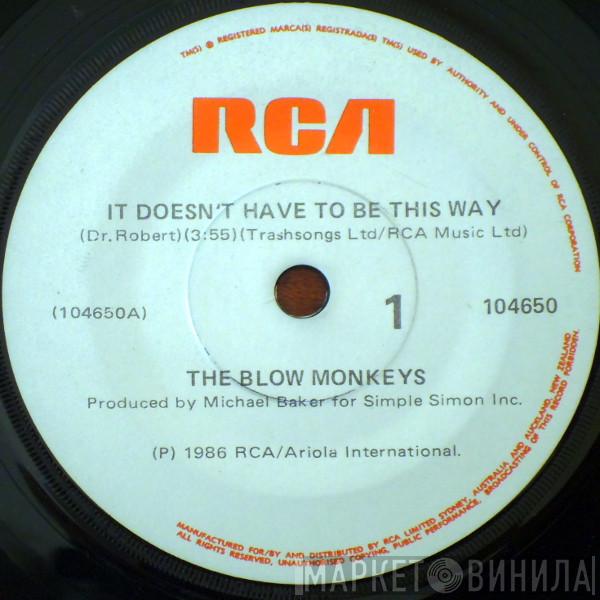 TM(S) ® REGISTERED MARCA(S) REGISTRADA(S) TM(S) USED BY AUTHORITY AND UNDER CONTROL OF RCA CORPORATION
RCA
IT DOESN'T HAVE TO BE THIS WAY
(Dr. Robert)(3:55)(Trashsongs Ltd/RCA Music Ltd)
(104650A)
1
104650
THE BLOW MONKEYS
Produced by Michael Baker for Simple Simon Inc.
(P) 1986 RCA/Ariola International.
MANUFACTURED FOR/BY AND DISTRIBUTED BY RCA LIMITED SYDNEY, AUSTRALIA AND AUCKLAND, NEW ZEALAND
ALL RIGHTS RESERVED, UNAUTHORISED COPYING, PUBLIC PERFORMANCE, BROADCASTING OF THIS RECORD FORBIDDEN.
МАРКЕТ ВИНИЛА